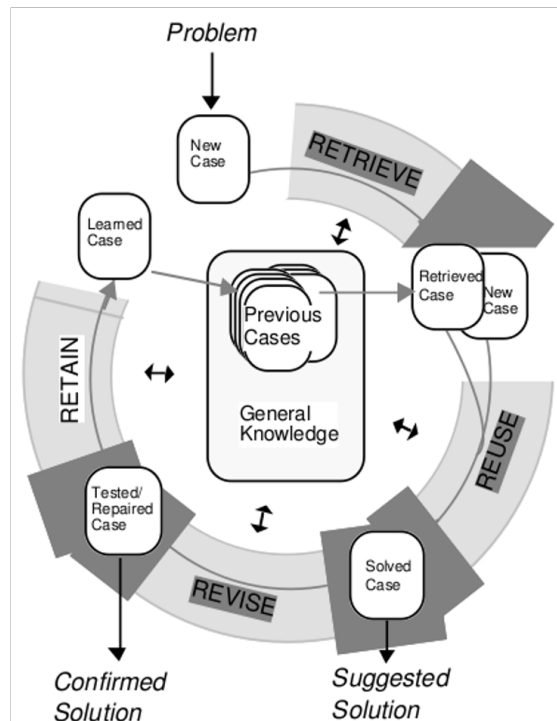 Problem
New
Case
RETRIEVE
Learned
Case
Retrieved
Case
New
Case
Previous
Cases
General
Knowledge
RETAIN
REUSE
Tested/
Repaired
Case
Solved
Case
REVISE
Confirmed
Solution
Suggested
Solution